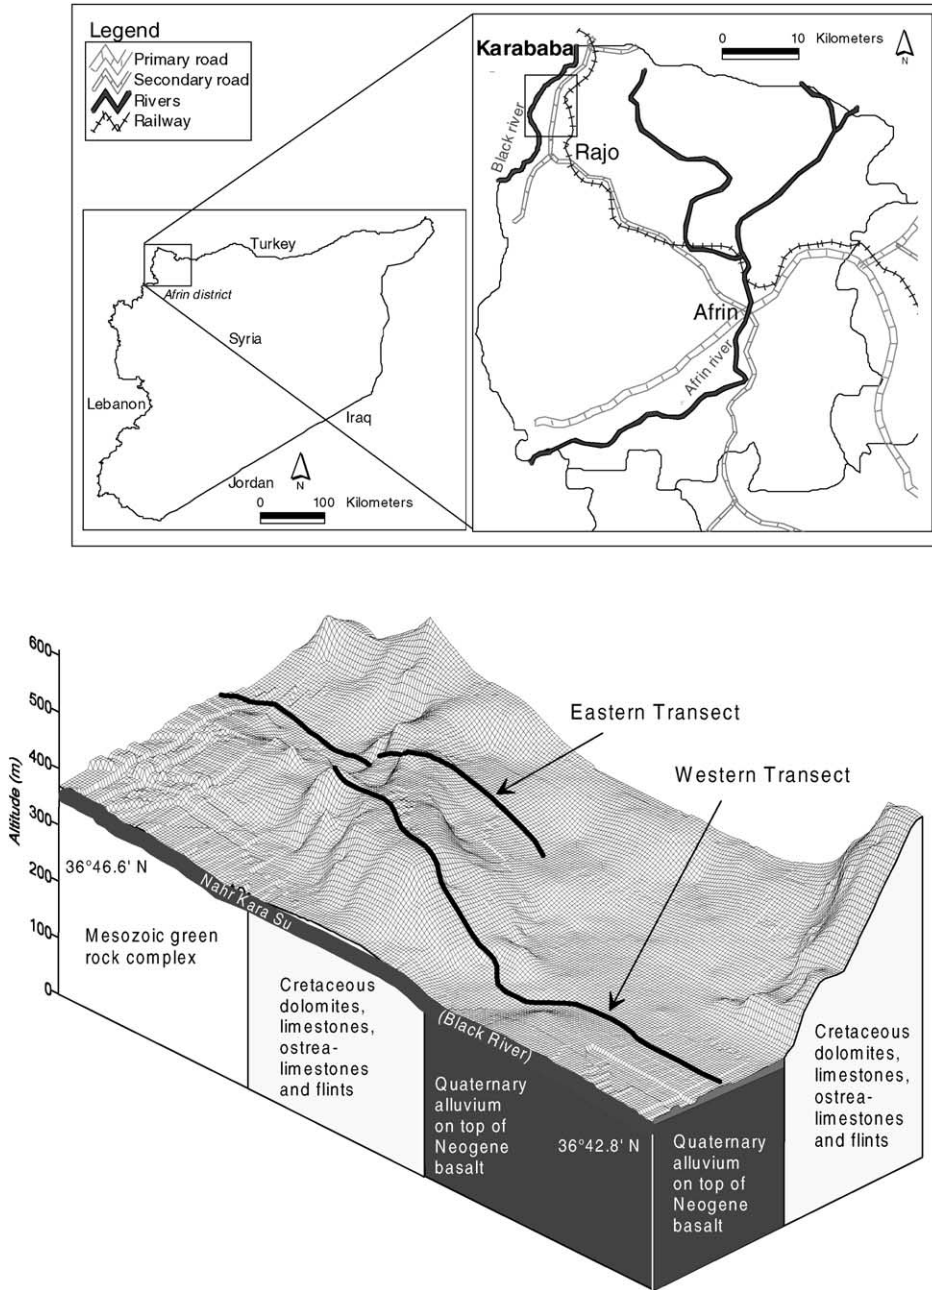 Legend
Primary road
Secondary road
Rivers
Railway
Karababa
0 10 Kilometers
N
Black river
Rajo
Afrin
Afrin river
Turkey
Afrin district
Syria
Lebanon
Iraq
Jordan
N
0 100 Kilometers
600
500
400
300
200
100
0
Altitude (m)
Eastern Transect
Western Transect
36°46.6' N
Nahr Kara Su
(Black River)
Mesozoic green
rock complex
Cretaceous
dolomites,
limestones,
ostrea-
limestones
and flints
Quaternary
alluvium
on top of
Neogene
basalt
36°42.8' N
Quaternary
alluvium
on top of
Neogene
basalt
Cretaceous
dolomites,
limestones,
ostrea-
limestones
and flints